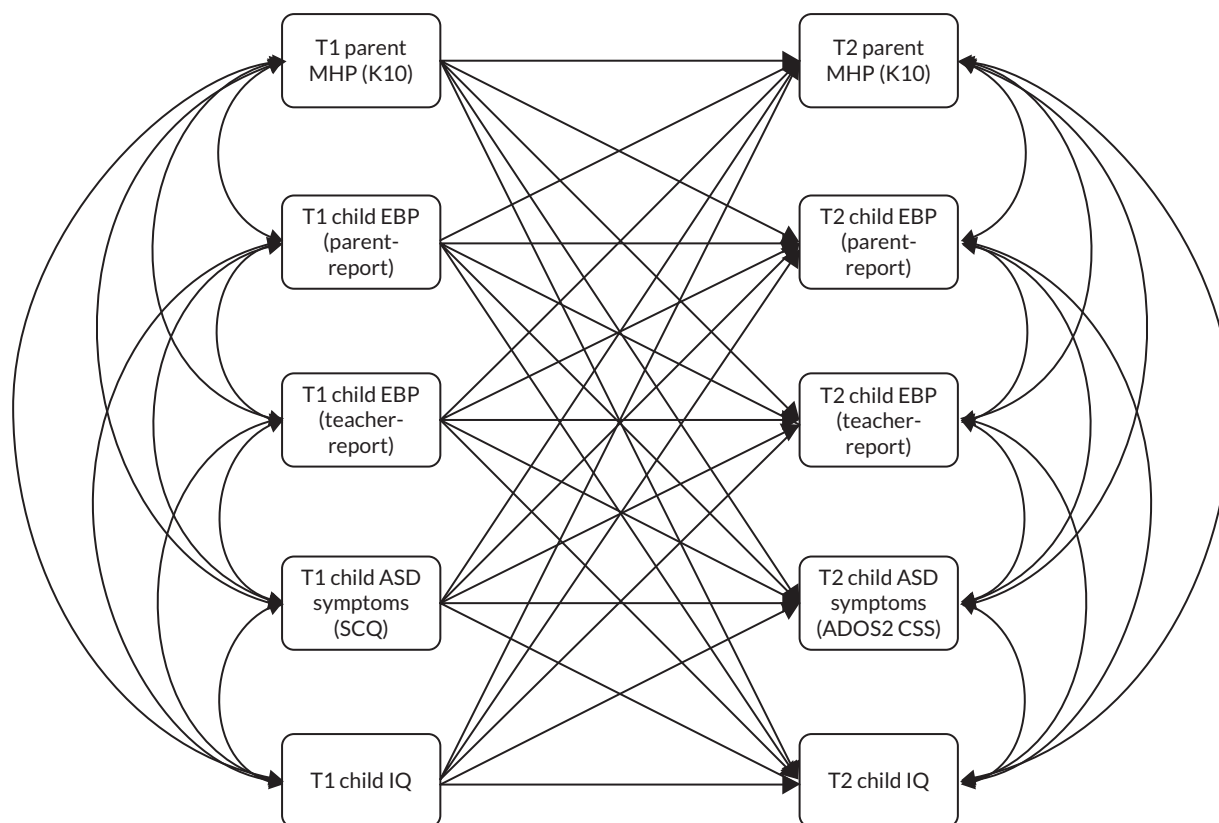 T1 parent
MHP (K10)
T2 parent
MHP (K10)
T1 child EBP
(parent-
report)
T2 child EBP
(parent-
report)
T1 child EBP
(teacher-
report)
T2 child EBP
(teacher-
report)
T1 child ASD
symptoms
(SCQ)
T2 child ASD
symptoms
(ADOS2 CSS)
T1 child IQ
T2 child IQ